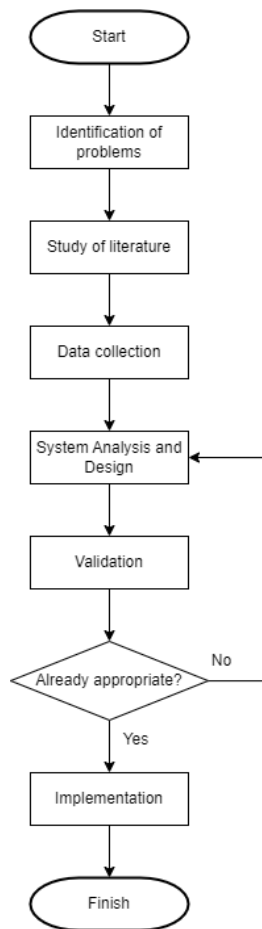 Start
Identification of
problems
Study of literature
Data collection
System Analysis and
Design
Validation
Already appropriate?
No
Yes
Implementation
Finish